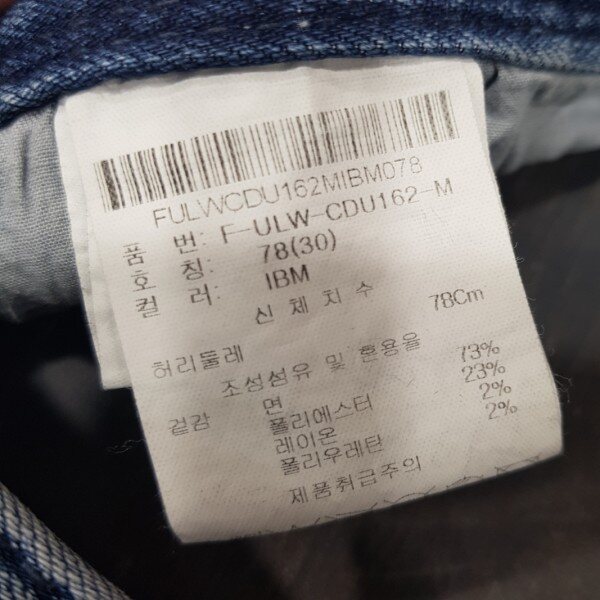 FULWCDU162MIBM078
품 번: F-ULW-CDU162-M
호 칭: 78(30)
컬 러: IBM
신체치수
허리둘레 78Cm
조성섬유 및 혼용율
겉감 면 73%
폴리에스터 23%
레이온 2%
폴리우레탄 2%
제품취급주의